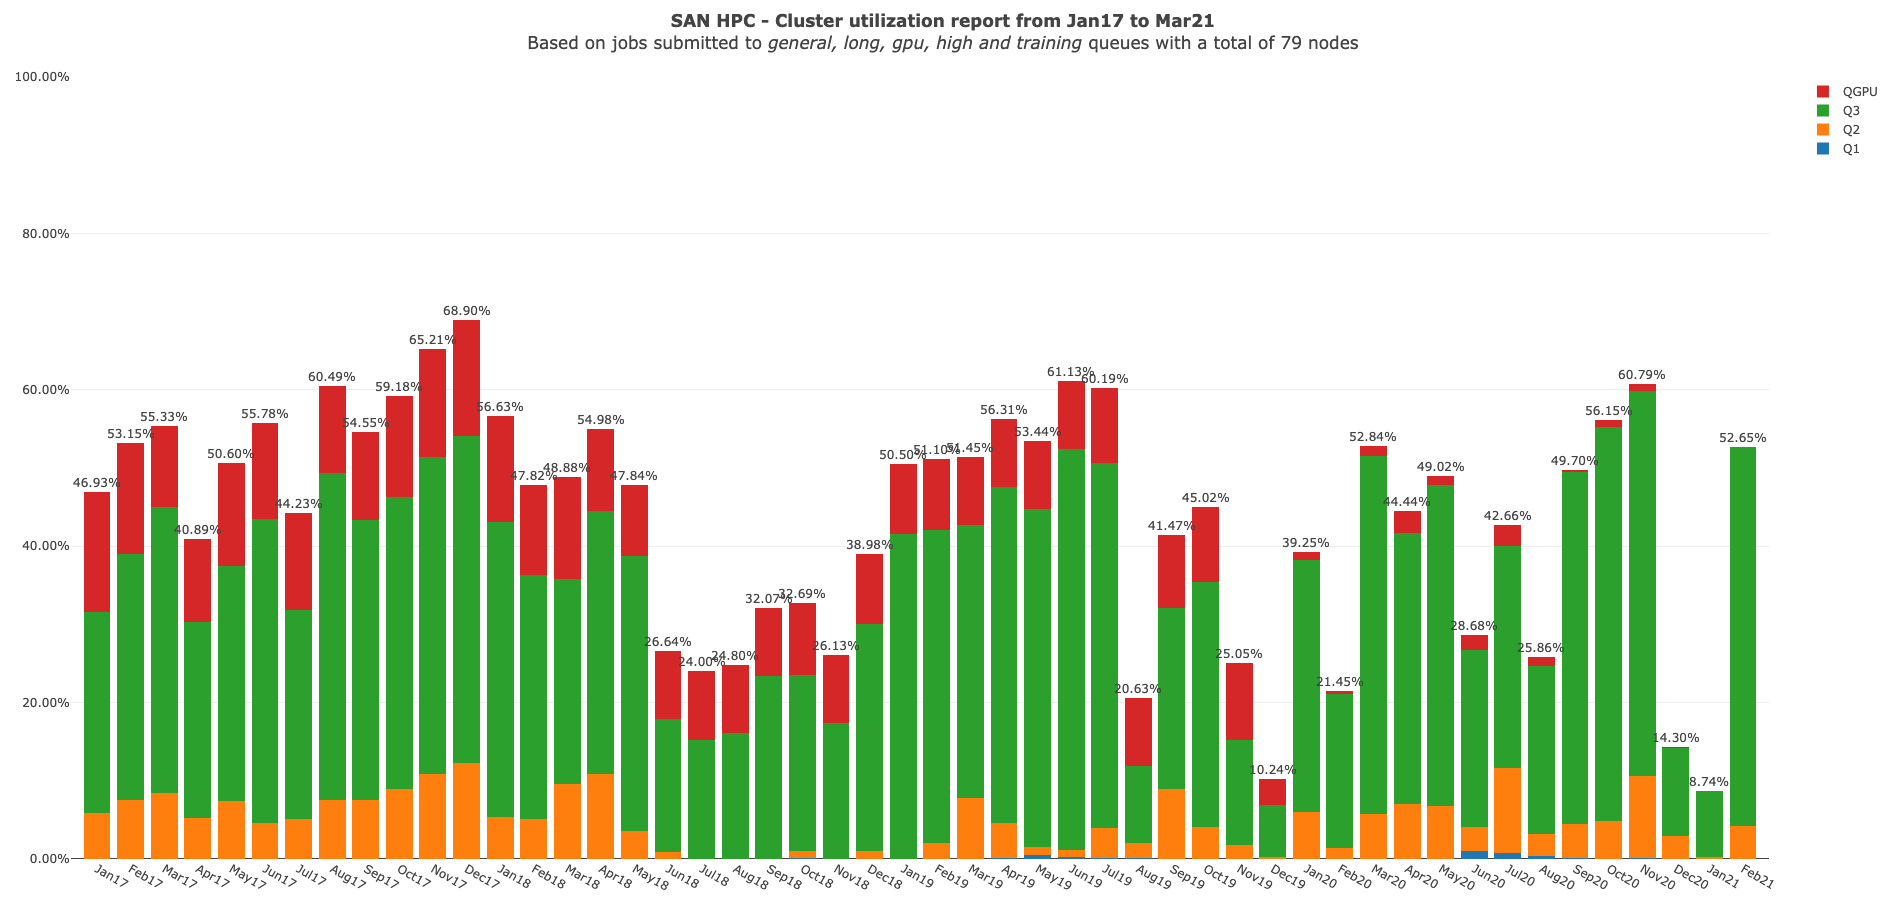 SAN HPC - Cluster utilization report from Jan17 to Mar21
Based on jobs submitted to general, long, gpu, high and training queues with a total of 79 nodes
100.00%
80.00%
60.00%
40.00%
20.00%
0.00%
QGPU
Q3
Q2
Q1
46.93%
53.15%
55.33%
40.89%
50.60%
55.78%
44.23%
60.49%
54.55%
59.18%
65.21%
68.90%
56.63%
47.82%
48.88%
54.98%
47.84%
26.64%
24.00%
24.80%
32.07%
32.69%
26.13%
38.98%
50.50%
51.10%
51.45%
56.31%
53.44%
61.13%
60.19%
20.63%
41.47%
45.02%
25.05%
10.24%
39.25%
21.45%
52.84%
44.44%
49.02%
28.68%
42.66%
25.86%
49.70%
56.15%
60.79%
14.30%
8.74%
52.65%
Jan17
Feb17
Mar17
Apr17
May17
Jun17
Jul17
Aug17
Sep17
Oct17
Nov17
Dec17
Jan18
Feb18
Mar18
Apr18
May18
Jun18
Jul18
Aug18
Sep18
Oct18
Nov18
Dec18
Jan19
Feb19
Mar19
Apr19
May19
Jun19
Jul19
Aug19
Sep19
Oct19
Nov19
Dec19
Jan20
Feb20
Mar20
Apr20
May20
Jun20
Jul20
Aug20
Sep20
Oct20
Nov20
Dec20
Jan21
Feb21